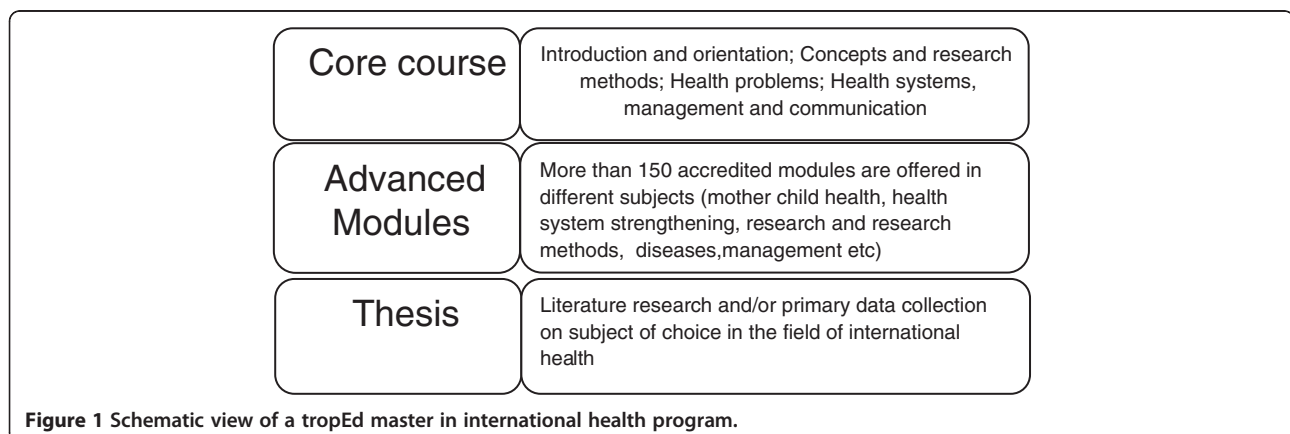 Core course
Introduction and orientation; Concepts and research
methods; Health problems; Health systems,
management and communication
Advanced
Modules
More than 150 accredited modules are offered in
different subjects (mother child health, health
system strengthening, research and research
methods,  diseases,management etc)
Thesis
Literature research and/or primary data collection
on subject of choice in the field of international
health
Figure 1 Schematic view of a tropEd master in international health program.